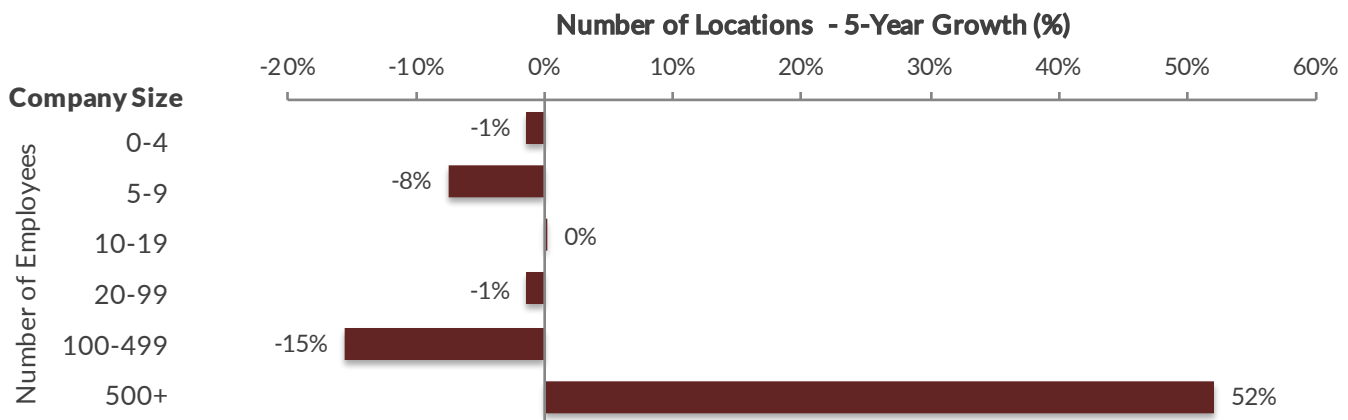 Number of Locations - 5-Year Growth (%)
-20% -10% 0% 10% 20% 30% 40% 50% 60%
Company Size
Number of Employees
0-4 -1%
5-9 -8%
10-19 0%
20-99 -1%
100-499 -15%
500+ 52%